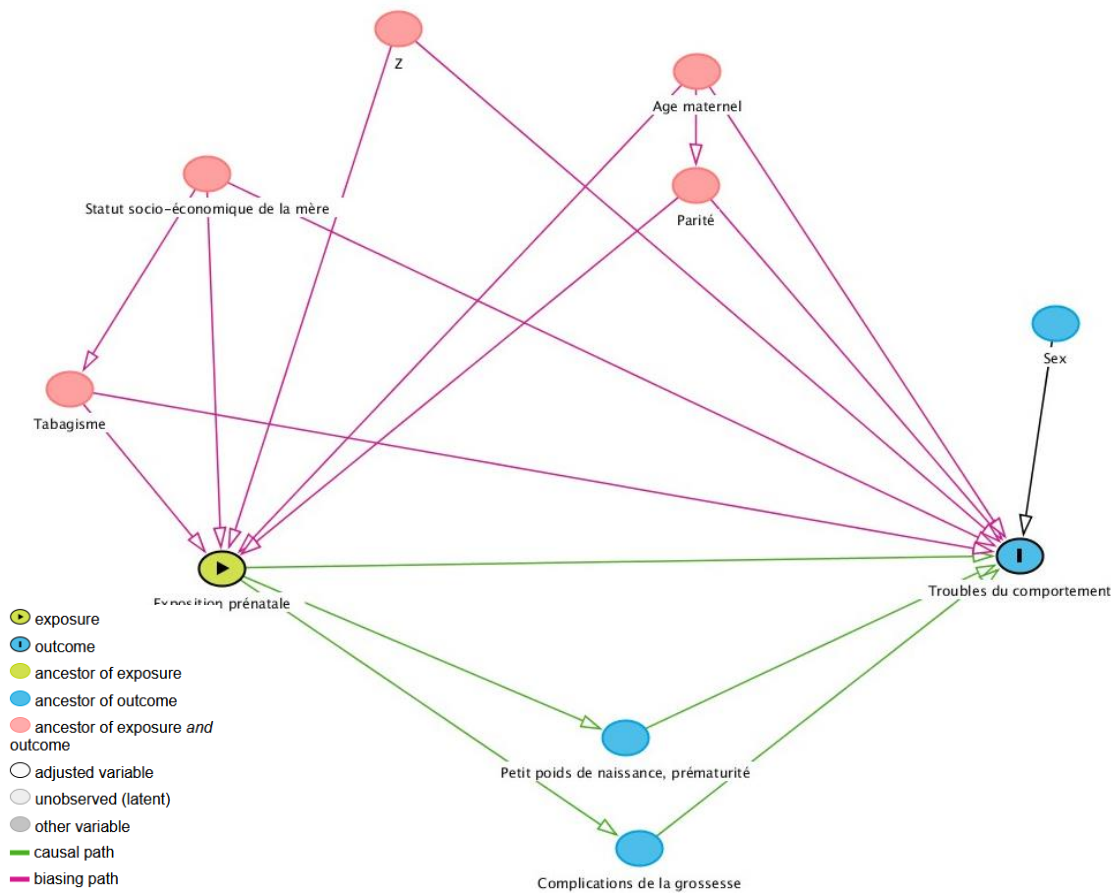 Z
Age maternel
Statut socio-économique de la mère
Parité
Sex
Tabagisme
Exposition prénatale
Troubles du comportement
Petit poids de naissance, prématurité
Complications de la grossesse
exposure
outcome
ancestor of exposure
ancestor of outcome
ancestor of exposure and
outcome
adjusted variable
unobserved (latent)
other variable
causal path
biasing path